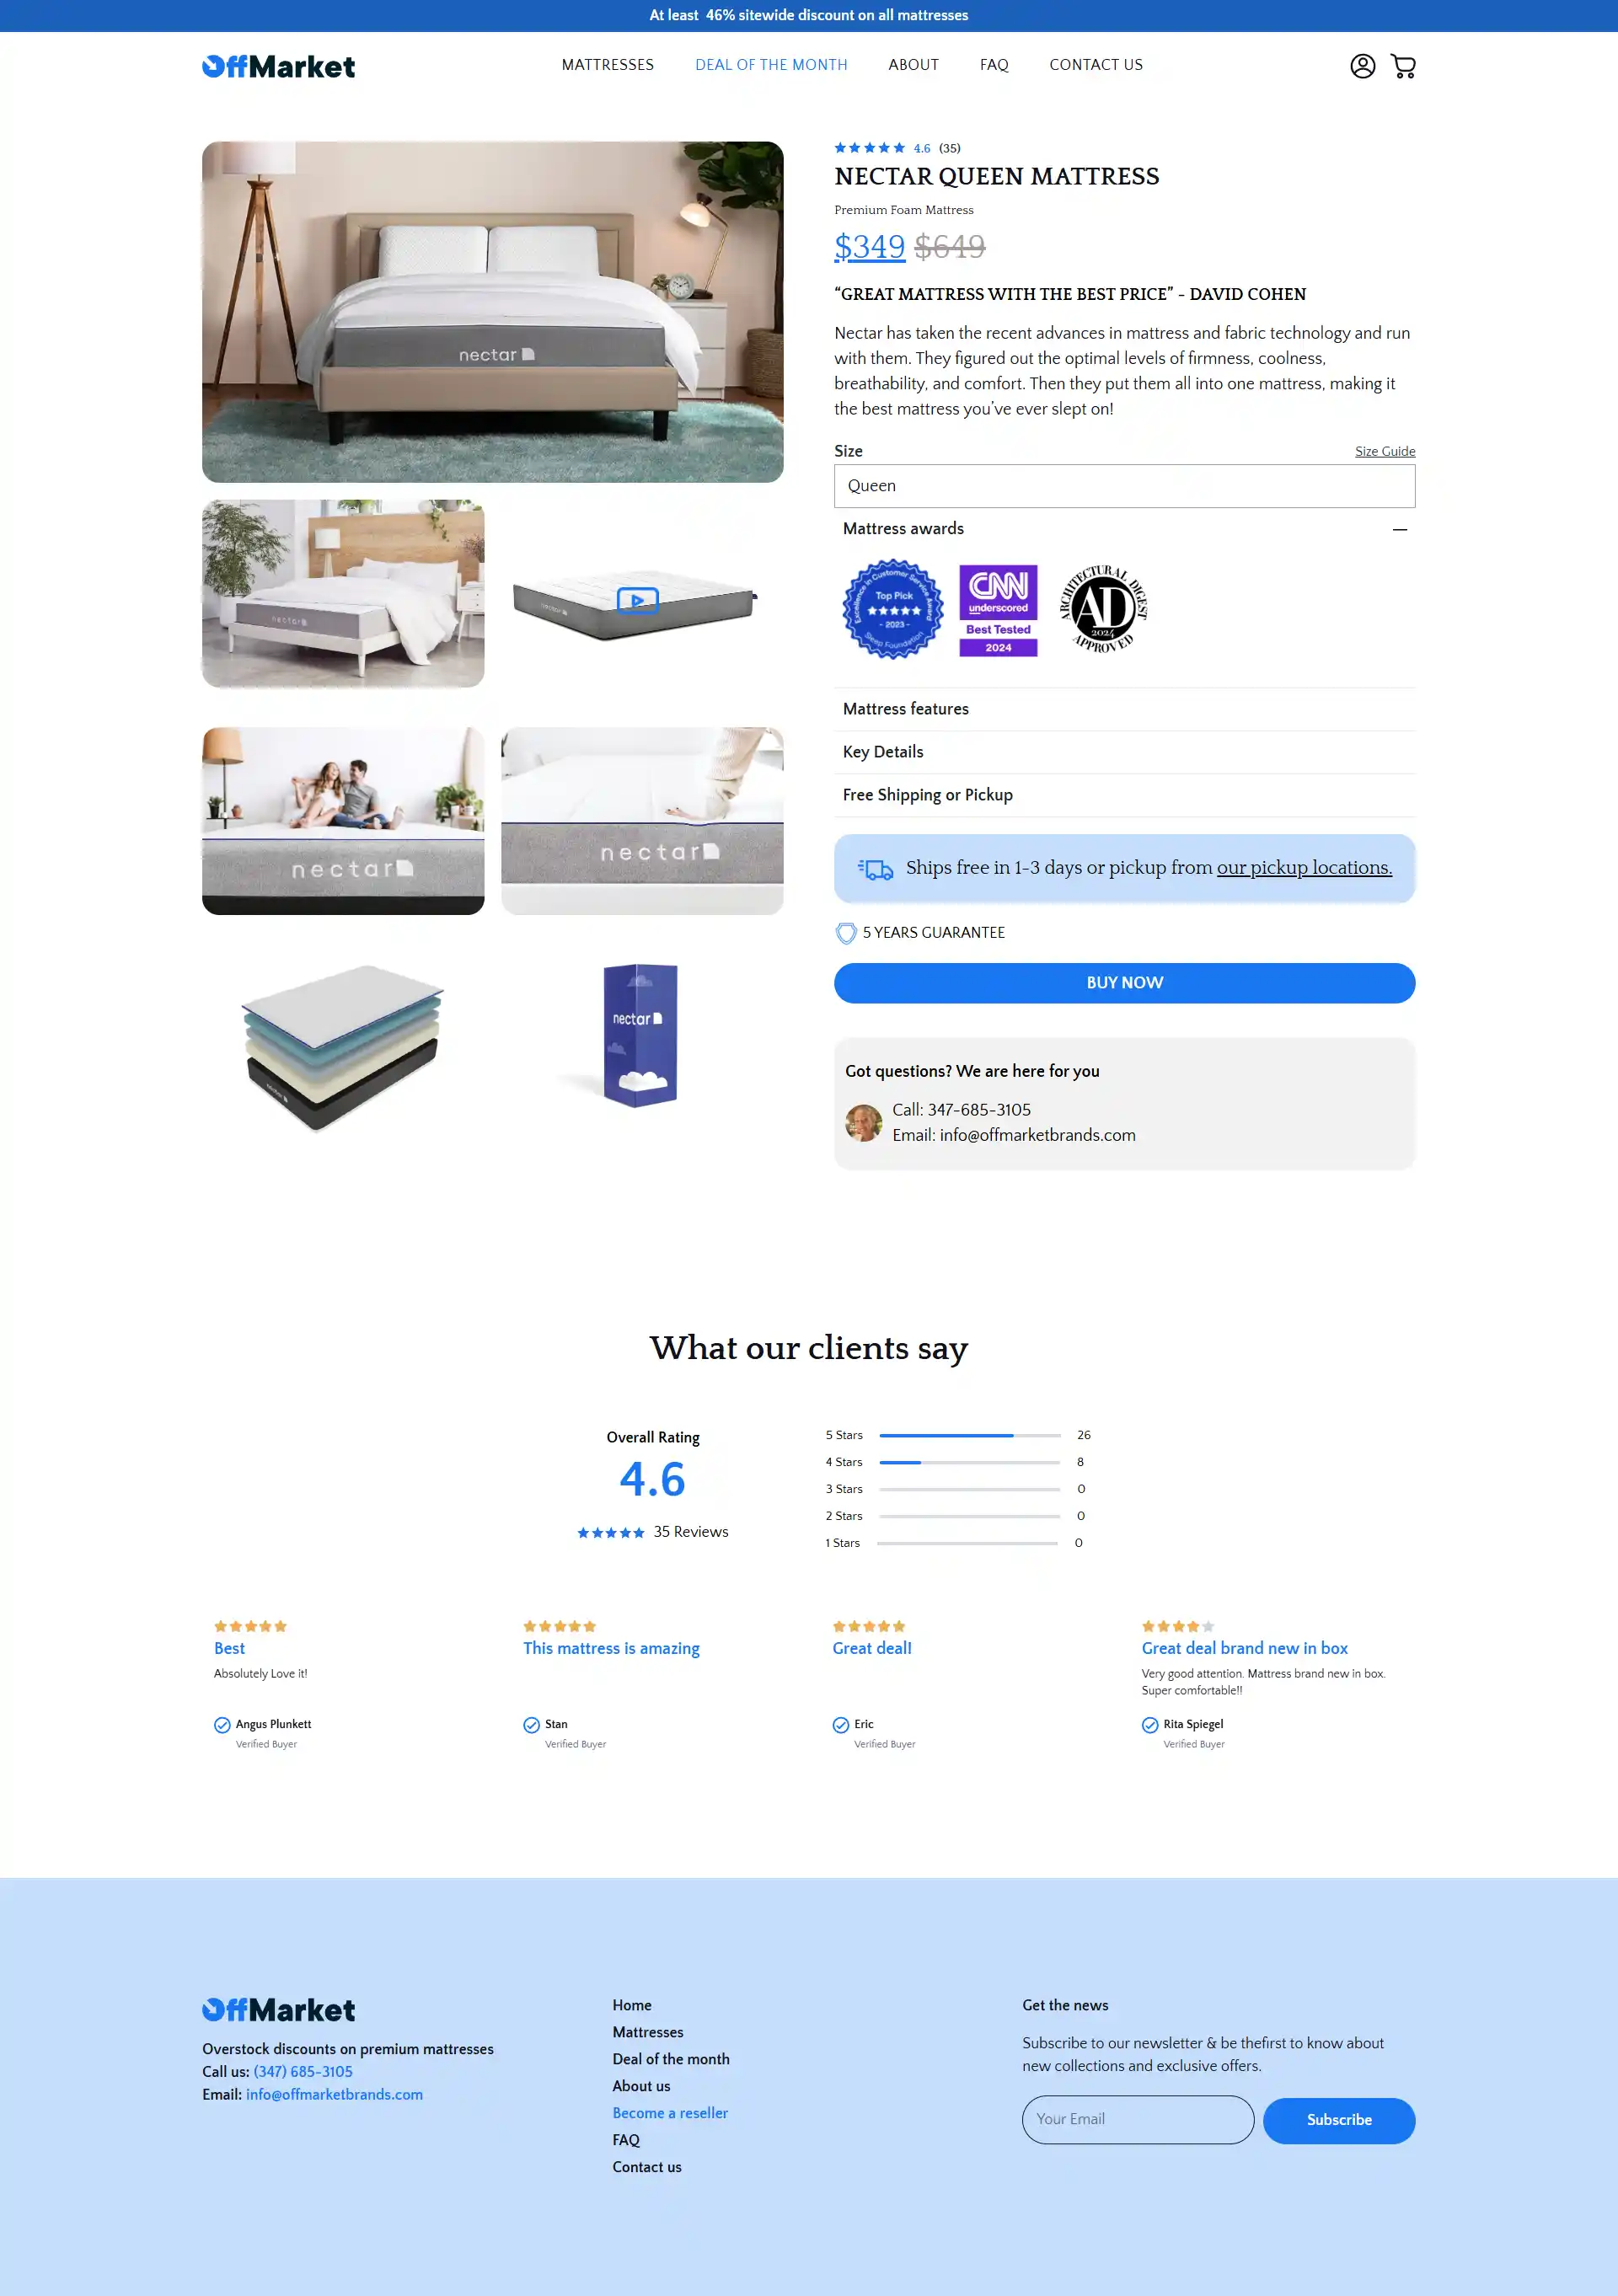 At least 46% sitewide discount on all mattresses
OffMarket
MATTRESSES
DEAL OF THE MONTH
ABOUT
FAQ
CONTACT US
4.6 (35)
NECTAR QUEEN MATTRESS
Premium Foam Mattress
$349 $649
“GREAT MATTRESS WITH THE BEST PRICE” - DAVID COHEN
Nectar has taken the recent advances in mattress and fabric technology and run
with them. They figured out the optimal levels of firmness, coolness,
breathability, and comfort. Then they put them all into one mattress, making it
the best mattress you’ve ever slept on!
Size
Size Guide
Queen
Mattress awards
Excellence in Customer Service Award
Top Pick
- 2023 -
Sleep Foundation
CNN
underscored
Best Tested
2024
ARCHITECTURAL DIGEST
AD
2024
APPROVED
Mattress features
Key Details
Free Shipping or Pickup
Ships free in 1-3 days or pickup from our pickup locations.
5 YEARS GUARANTEE
BUY NOW
Got questions? We are here for you
Call: 347-685-3105
Email: info@offmarketbrands.com
nectar
nectar
nectar
nectar
nectar
nectar
nectar
What our clients say
Overall Rating
4.6
35 Reviews
5 Stars 26
4 Stars 8
3 Stars 0
2 Stars 0
1 Stars 0
Best
Absolutely Love it!
Angus Plunkett
Verified Buyer
This mattress is amazing
Stan
Verified Buyer
Great deal!
Eric
Verified Buyer
Great deal brand new in box
Very good attention. Mattress brand new in box.
Super comfortable!!
Rita Spiegel
Verified Buyer
OffMarket
Overstock discounts on premium mattresses
Call us: (347) 685-3105
Email: info@offmarketbrands.com
Home
Mattresses
Deal of the month
About us
Become a reseller
FAQ
Contact us
Get the news
Subscribe to our newsletter & be thefirst to know about
new collections and exclusive offers.
Your Email
Subscribe